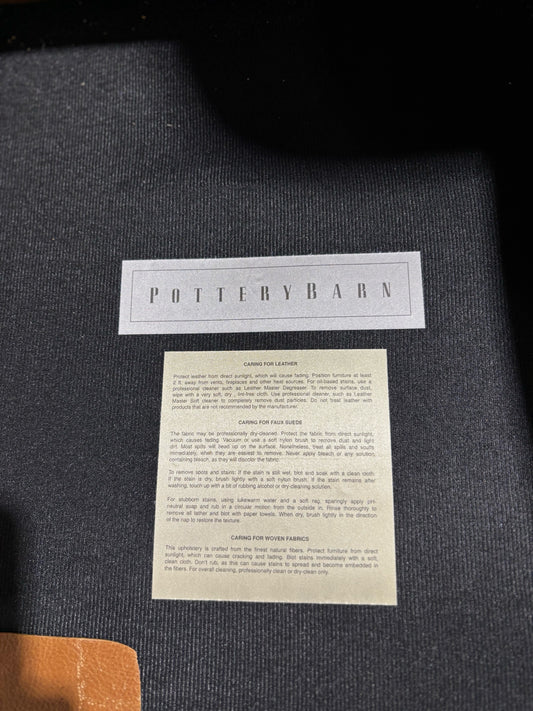 POTTERYBARN
CARING FOR LEATHER
Protect leather from direct sunlight, which will cause fading. Position furniture at least
2 ft. away from vents, fireplaces and other heat sources. For oil-based stains, use a
professional cleaner such as Leather Master Degreaser. To remove surface dust,
wipe with a very soft, dry , lint-free cloth. Use professional cleaner, such as Leather
Master Soft cleaner to completely remove dust particles. Do not treat leather with
products that are not recommended by the manufacturer.
CARING FOR FAUX SUEDE
The fabric may be professionally dry-cleaned. Protect the fabric from direct sunlight,
which causes fading. Vacuum or use a soft nylon brush to remove dust and light
dirt. Most spills will bead up on the surface. Nonetheless, treat all spills and scuffs
immediately, when they are easiest to remove. Never apply bleach or any solution
containing bleach, as they will discolor the fabric.
To remove spots and stains: If the stain is still wet, blot and soak with a clean cloth.
If the stain is dry, brush lightly with a soft nylon brush. If the stain remains after
washing, touch up with a bit of rubbing alcohol or dry-cleaning solution.
For stubborn stains, using lukewarm water and a soft rag, sparingly apply pH-
neutral soap and rub in a circular motion from the outside in. Rinse thoroughly to
remove all lather and blot with paper towels. When dry, brush lightly in the direction
of the nap to restore the texture.
CARING FOR WOVEN FABRICS
This upholstery is crafted from the finest natural fibers. Protect furniture from direct
sunlight, which can cause cracking and fading. Blot stains immediately with a soft,
clean cloth. Don't rub, as this can cause stains to spread and become embedded in
the fibers. For overall cleaning, professionally clean or dry-clean only.